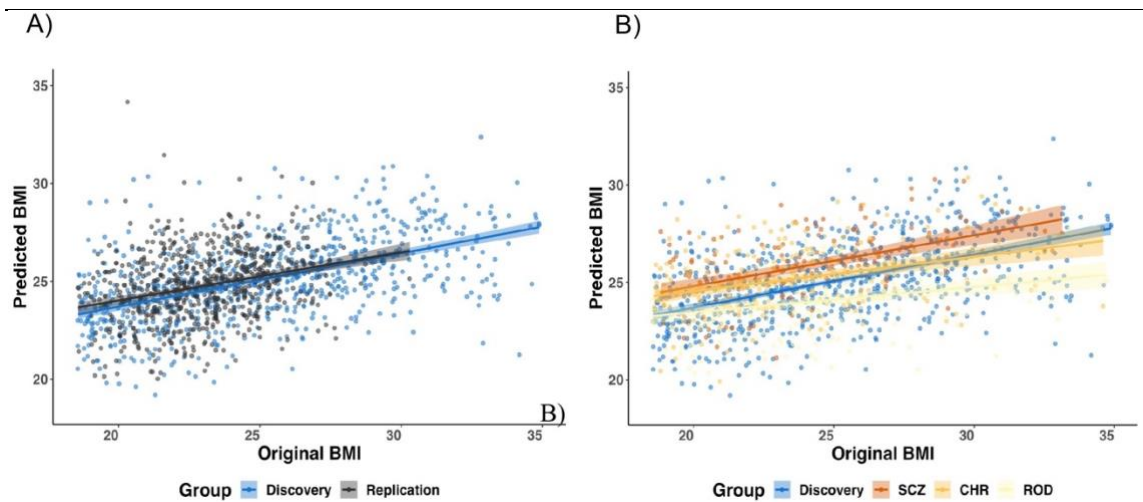 A)
B)
35
30
25
20
Predicted BMI
20 25 30 35
Original BMI
B)
Group Discovery Replication
35
30
25
20
Predicted BMI
20 25 30 35
Original BMI
Group Discovery SCZ CHR ROD